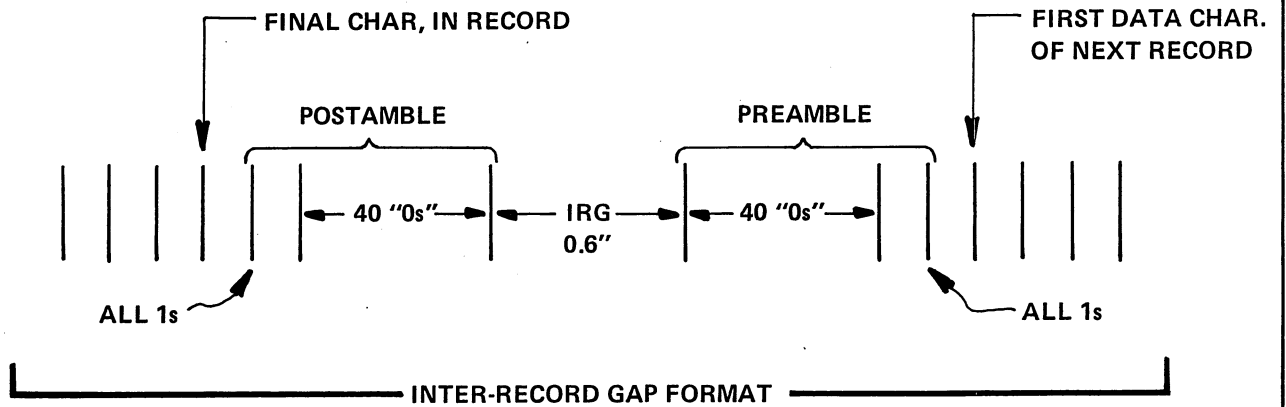 FINAL CHAR, IN RECORD
FIRST DATA CHAR.
OF NEXT RECORD
POSTAMBLE
PREAMBLE
40 “0s”
IRG
0.6”
40 “0s”
ALL 1s
ALL 1s
INTER-RECORD GAP FORMAT